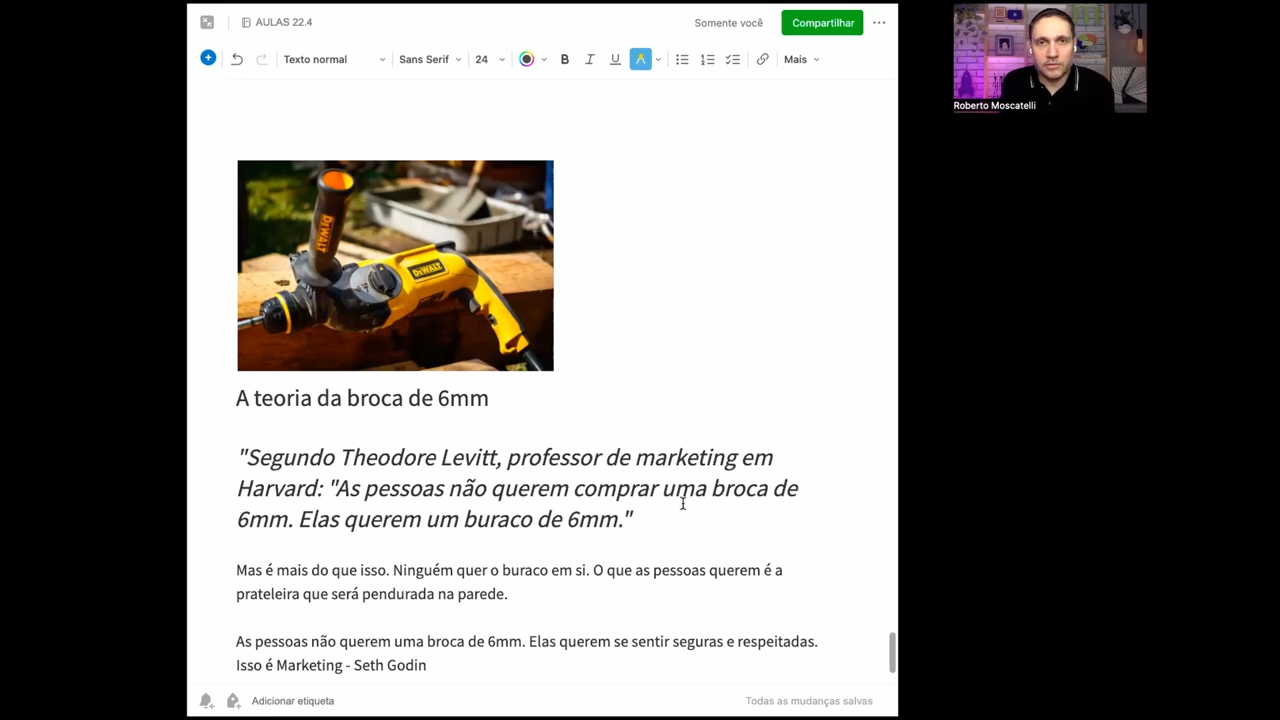 AULAS 22.4
Somente você
Compartilhar
Texto normal
Sans Serif
24
B
I
U
A
Mais
Roberto Moscatelli
DEWALT
DEWALT
A teoria da broca de 6mm
"Segundo Theodore Levitt, professor de marketing em
Harvard: "As pessoas não querem comprar uma broca de
6mm. Elas querem um buraco de 6mm."
Mas é mais do que isso. Ninguém quer o buraco em si. O que as pessoas querem é a
prateleira que será pendurada na parede.
As pessoas não querem uma broca de 6mm. Elas querem se sentir seguras e respeitadas.
Isso é Marketing - Seth Godin
Adicionar etiqueta
Todas as mudanças salvas